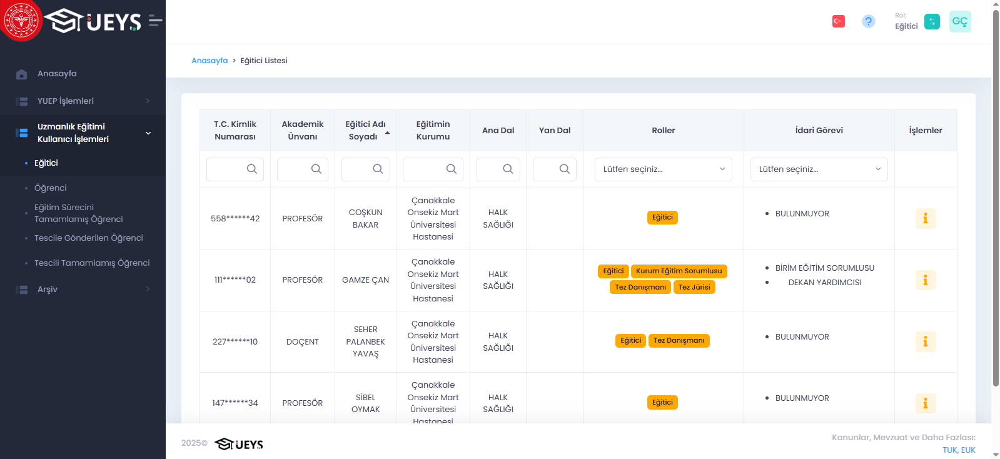 ÜEYS
Rol:
Eğitici
GÇ
Anasayfa > Eğitici Listesi
Anasayfa
YUEP İşlemleri
Uzmanlık Eğitimi
Kullanıcı İşlemleri
Eğitici
Öğrenci
Eğitim Sürecini
Tamamlamış Öğrenci
Tescile Gönderilen Öğrenci
Tescili Tamamlamış Öğrenci
Arşiv
T.C. Kimlik
Numarası
Akademik
Ünvanı
Eğitici Adı
Soyadı
Eğitimin
Kurumu
Ana Dal
Yan Dal
Roller
İdari Görevi
İşlemler
Lütfen seçiniz...
Lütfen seçiniz...
558******42
PROFESÖR
COŞKUN
BAKAR
Çanakkale
Onsekiz Mart
Üniversitesi
Hastanesi
HALK
SAĞLIĞI
Eğitici
• BULUNMUYOR
111******02
PROFESÖR
GAMZE ÇAN
Çanakkale
Onsekiz Mart
Üniversitesi
Hastanesi
HALK
SAĞLIĞI
Eğitici Kurum Eğitim Sorumlusu
Tez Danışmanı Tez Jürisi
• BİRİM EĞİTİM SORUMLUSU
• DEKAN YARDIMCISI
227******10
DOÇENT
SEHER
PALANBEK
YAVAŞ
Çanakkale
Onsekiz Mart
Üniversitesi
Hastanesi
HALK
SAĞLIĞI
Eğitici Tez Danışmanı
• BULUNMUYOR
147******34
PROFESÖR
SİBEL
OYMAK
Çanakkale
Onsekiz Mart
Üniversitesi
Hastanesi
HALK
SAĞLIĞI
Eğitici
• BULUNMUYOR
2025© ÜEYS
Kanunlar, Mevzuat ve Daha Fazlası:
TUK, EUK